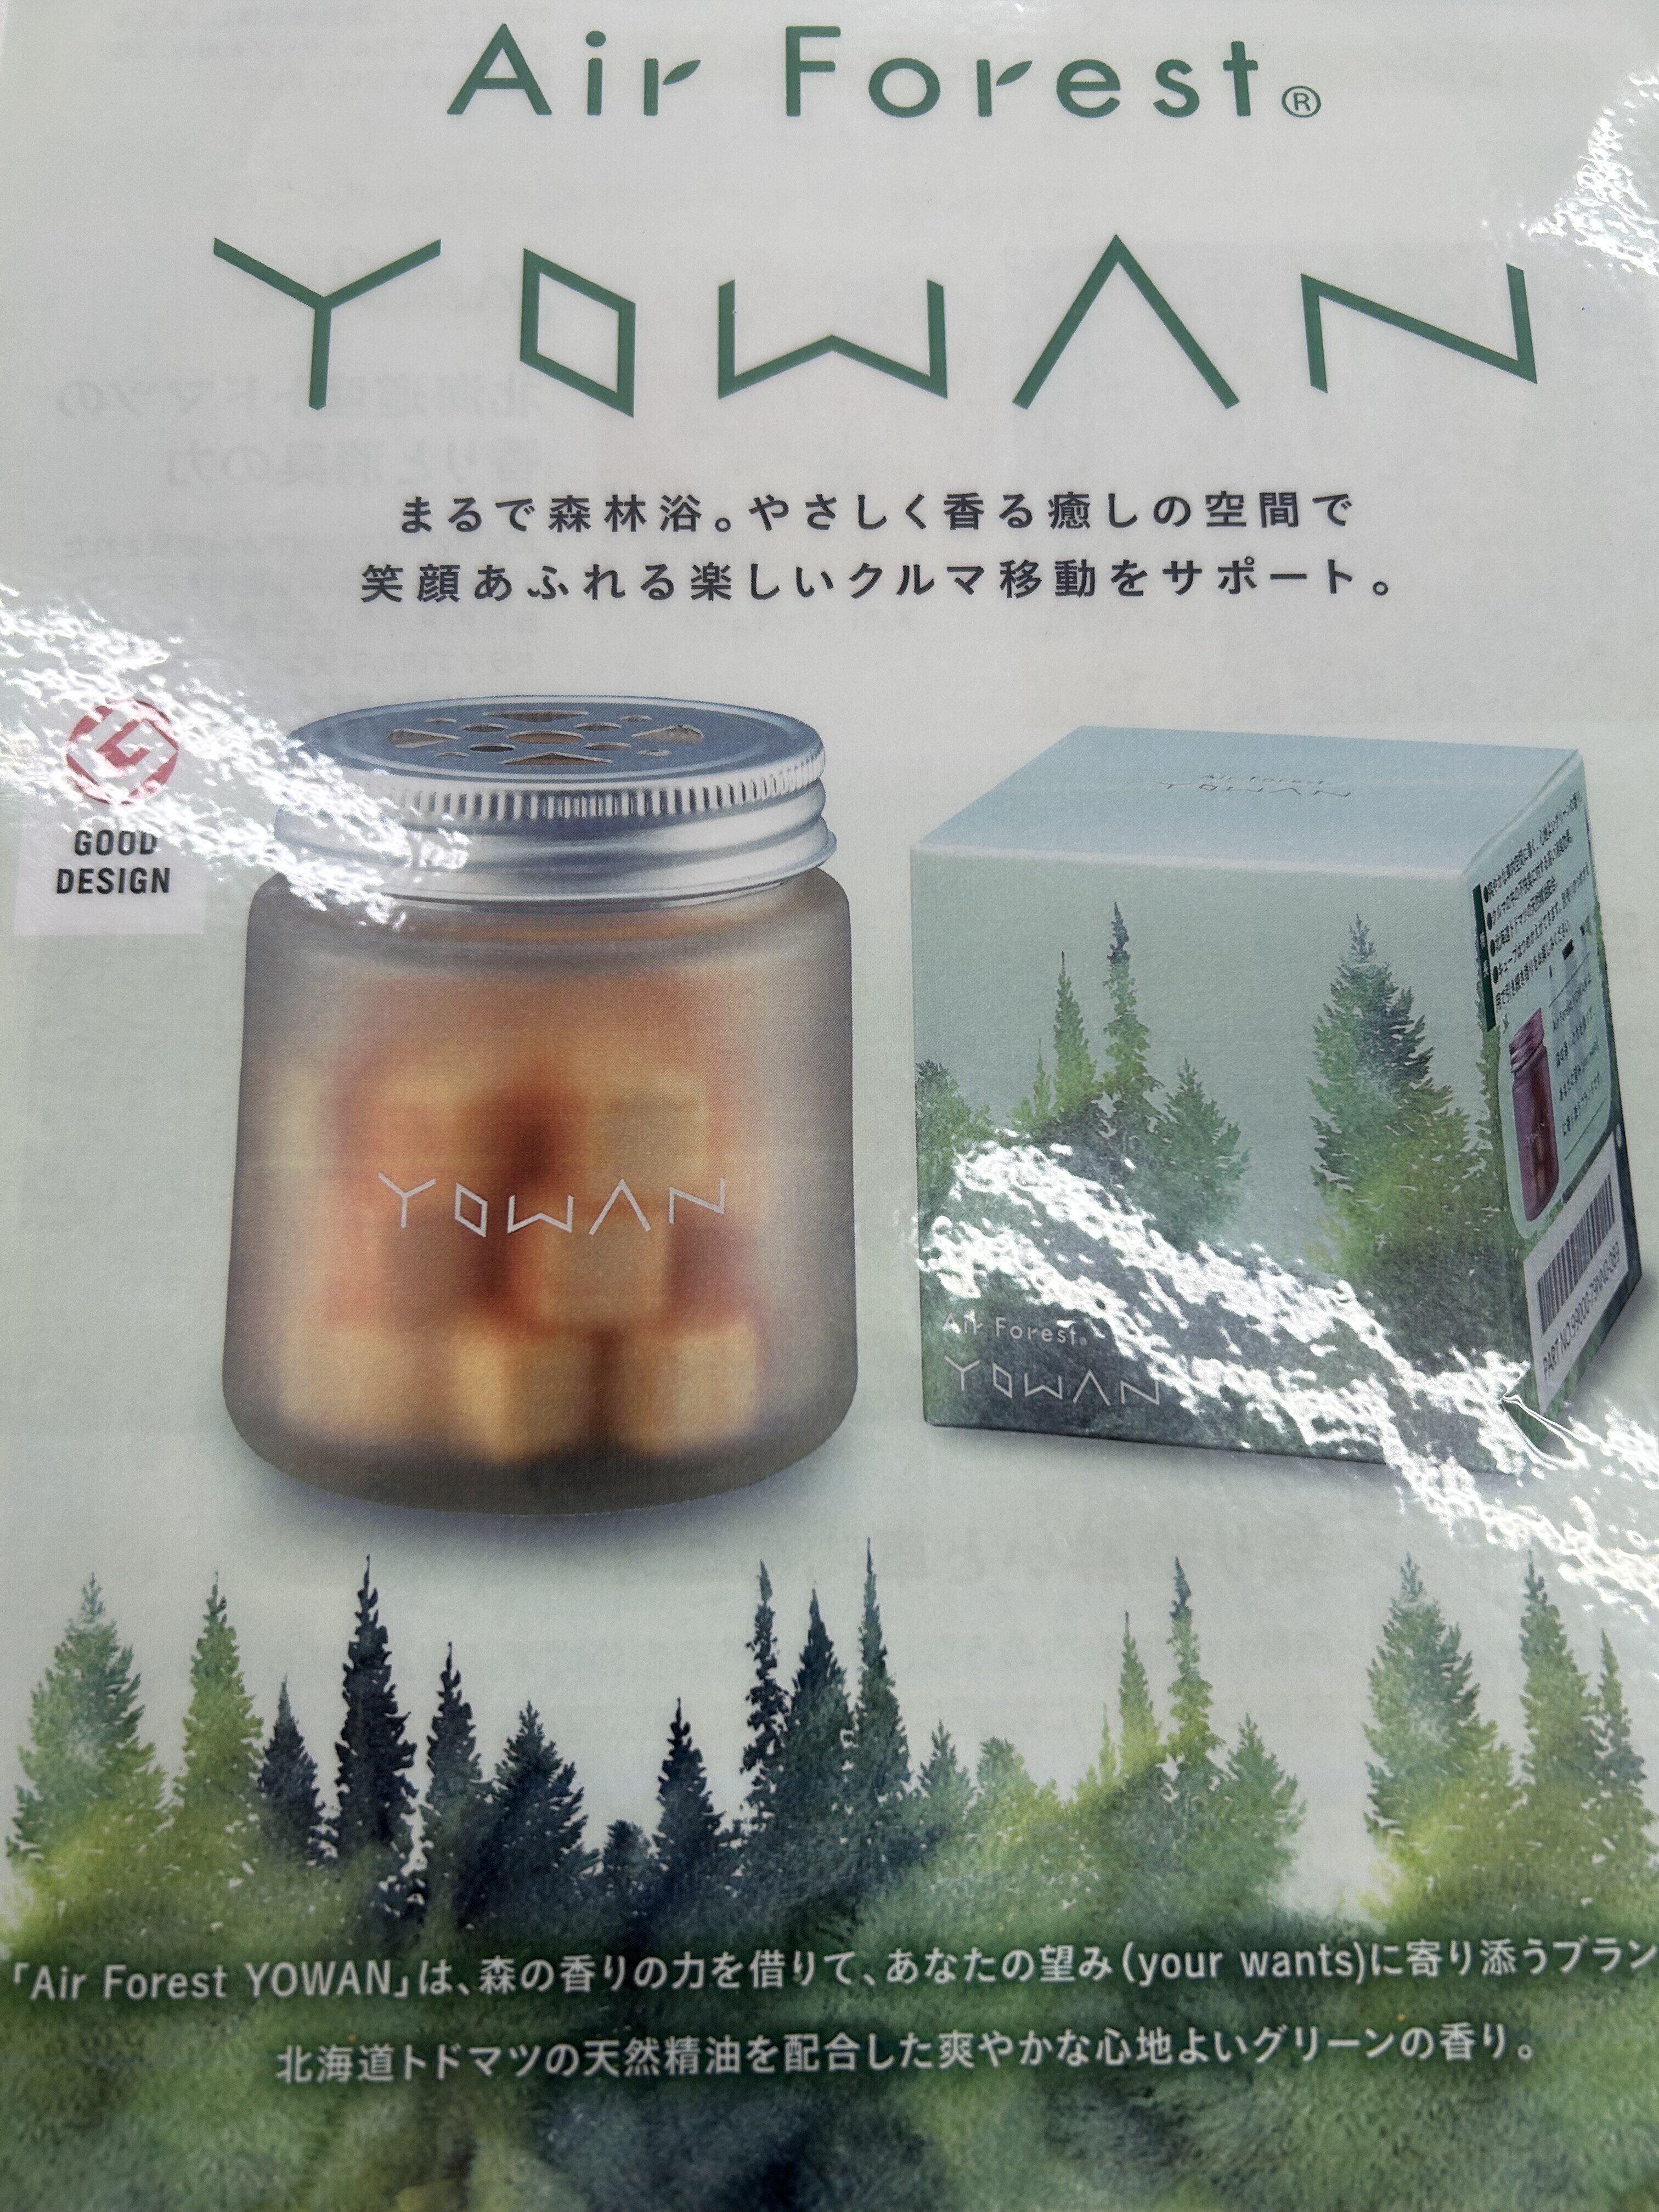 Air Forest®
YOWAN
まるで森林浴。やさしく香る癒しの空間で
笑顔あふれる楽しいクルマ移動をサポート。
GOOD
DESIGN
YOWAN
Air Forest
YOWAN
Air Forest®
YOWAN
「Air Forest YOWAN」は、森の香りの力を借りて、あなたの望み(your wants)に寄り添うブラン
北海道トドマツの天然精油を配合した爽やかな心地よいグリーンの香り。